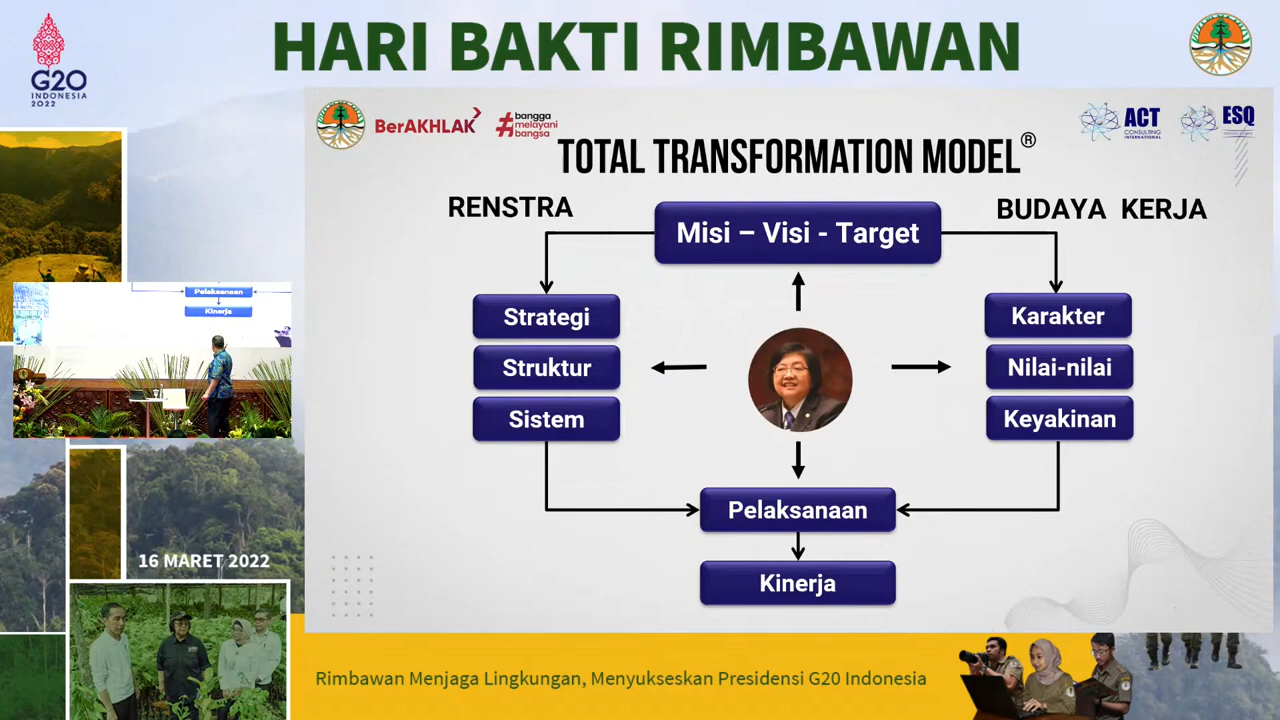 G20
INDONESIA
2022
HARI BAKTI RIMBAWAN
BerAKHLAK
#bangga
melayani
bangsa
ACT
CONSULTING
INTERNATIONAL
ESQ
TOTAL TRANSFORMATION MODEL®
RENSTRA
BUDAYA KERJA
Misi – Visi - Target
Strategi
Struktur
Sistem
Karakter
Nilai-nilai
Keyakinan
Pelaksanaan
Kinerja
Pelaksanaan
Kinerja
16 MARET 2022
Rimbawan Menjaga Lingkungan, Menyukseskan Presidensi G20 Indonesia